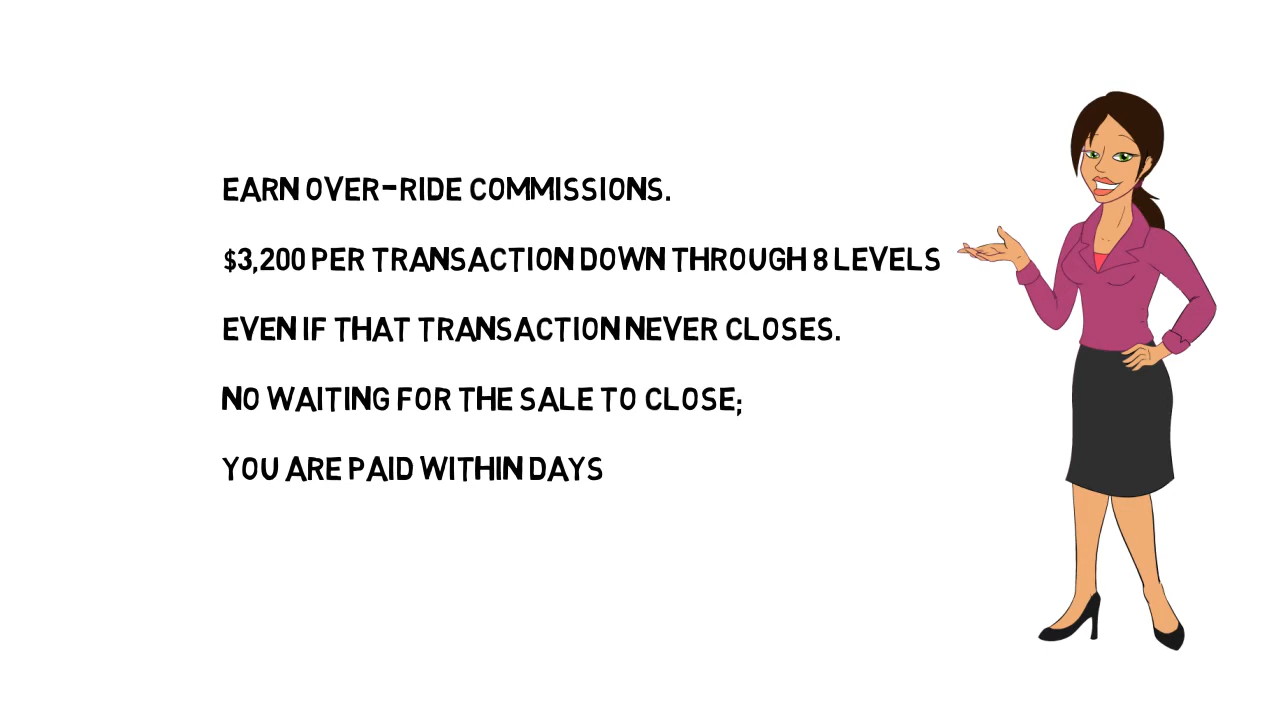 EARN OVER-RIDE COMMISSIONS.
$3,200 PER TRANSACTION DOWN THROUGH 8 LEVELS
EVEN IF THAT TRANSACTION NEVER CLOSES.
NO WAITING FOR THE SALE TO CLOSE;
YOU ARE PAID WITHIN DAYS